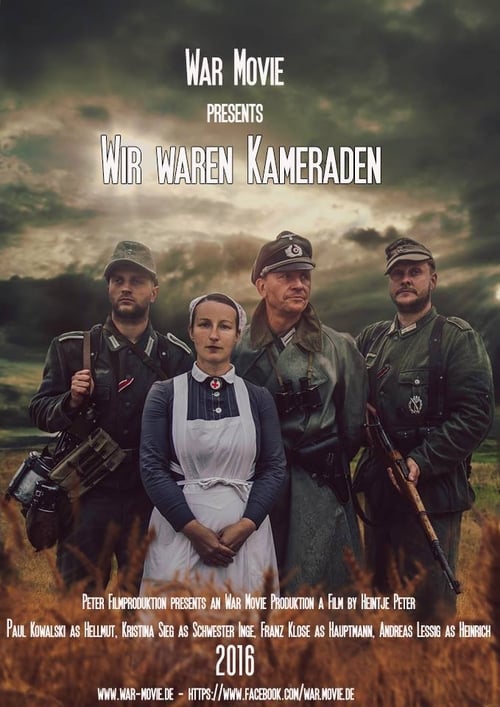 War Movie
presents
Wir waren Kameraden
Peter Filmproduktion presents an War Movie Produktion a Film by Heintje Peter
Paul Kowalski as Hellmut, Kristina Sieg as Schwester Inge, Franz Klose as Hauptmann, Andreas Lessig as Heinrich
2016
www.war-movie.de - https://www.facebook.com/war.movie.de